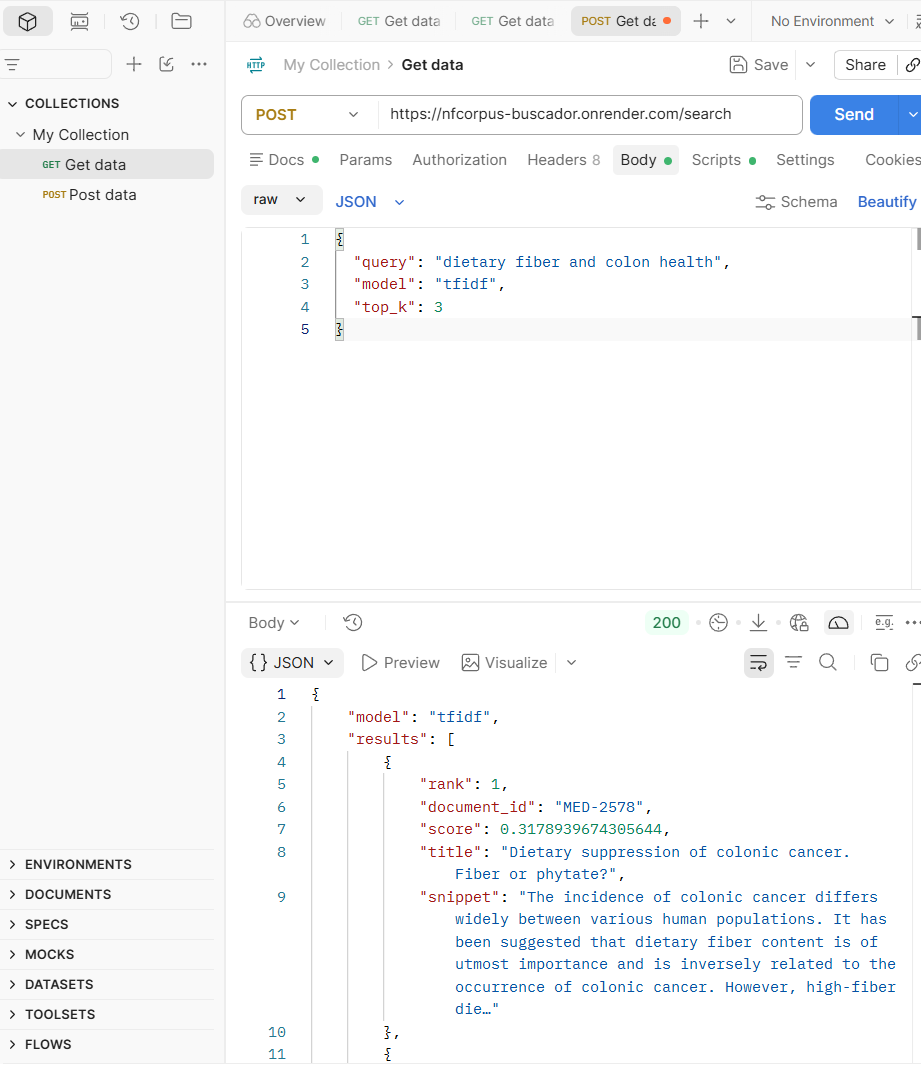 Overview
GET Get data
GET Get data
POST Get da
No Environment
COLLECTIONS
My Collection
GET Get data
POST Post data
ENVIRONMENTS
DOCUMENTS
SPECS
MOCKS
DATASETS
TOOLSETS
FLOWS
HTTP My Collection > Get data
Save
Share
POST
https://nfcorpus-buscador.onrender.com/search
Send
Docs Params Authorization Headers 8 Body Scripts Settings Cookies
raw JSON Schema Beautify
1 {
2 "query": "dietary fiber and colon health",
3 "model": "tfidf",
4 "top_k": 3
5 }
Body 200 e.g.
{} JSON Preview Visualize
1 {
2 "model": "tfidf",
3 "results": [
4 {
5 "rank": 1,
6 "document_id": "MED-2578",
7 "score": 0.3178939674305644,
8 "title": "Dietary suppression of colonic cancer.
Fiber or phytate?",
9 "snippet": "The incidence of colonic cancer differs
widely between various human populations. It has
been suggested that dietary fiber content is of
utmost importance and is inversely related to the
occurrence of colonic cancer. However, high-fiber
die…"
10 },
11 {